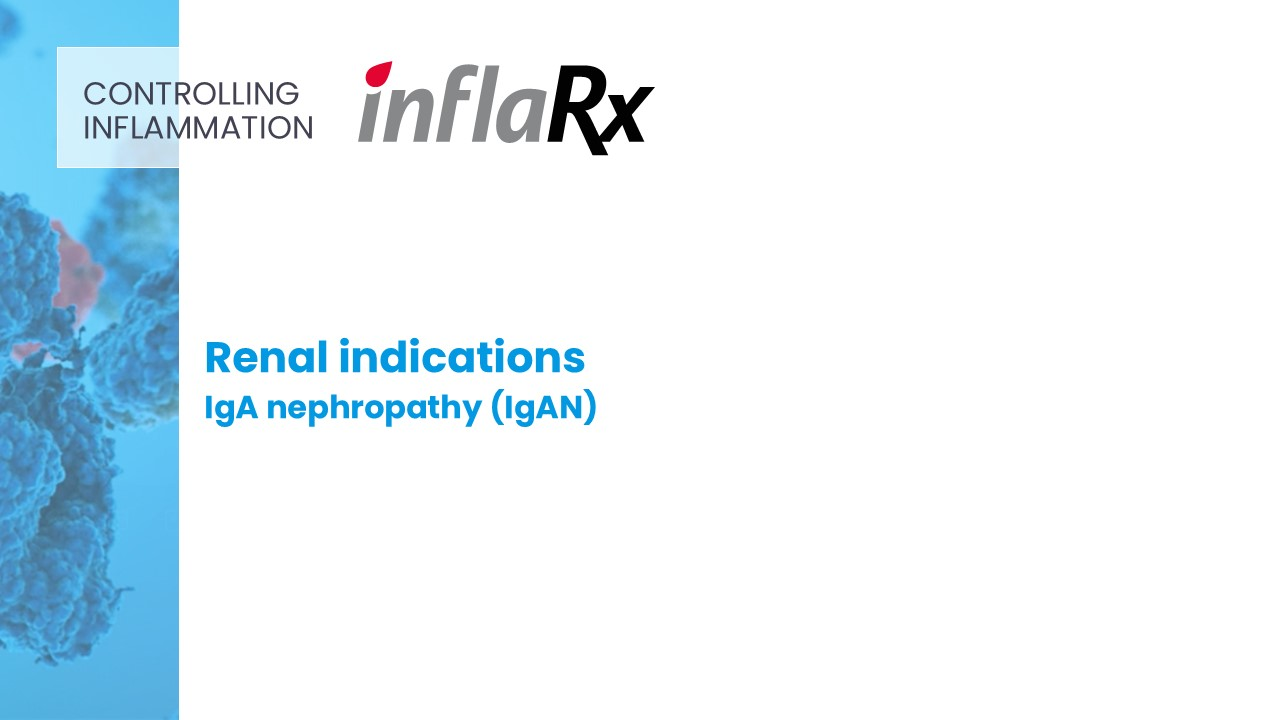 CONTROLLING
INFLAMMATION
inflaRx
Renal indications
IgA nephropathy (IgAN)